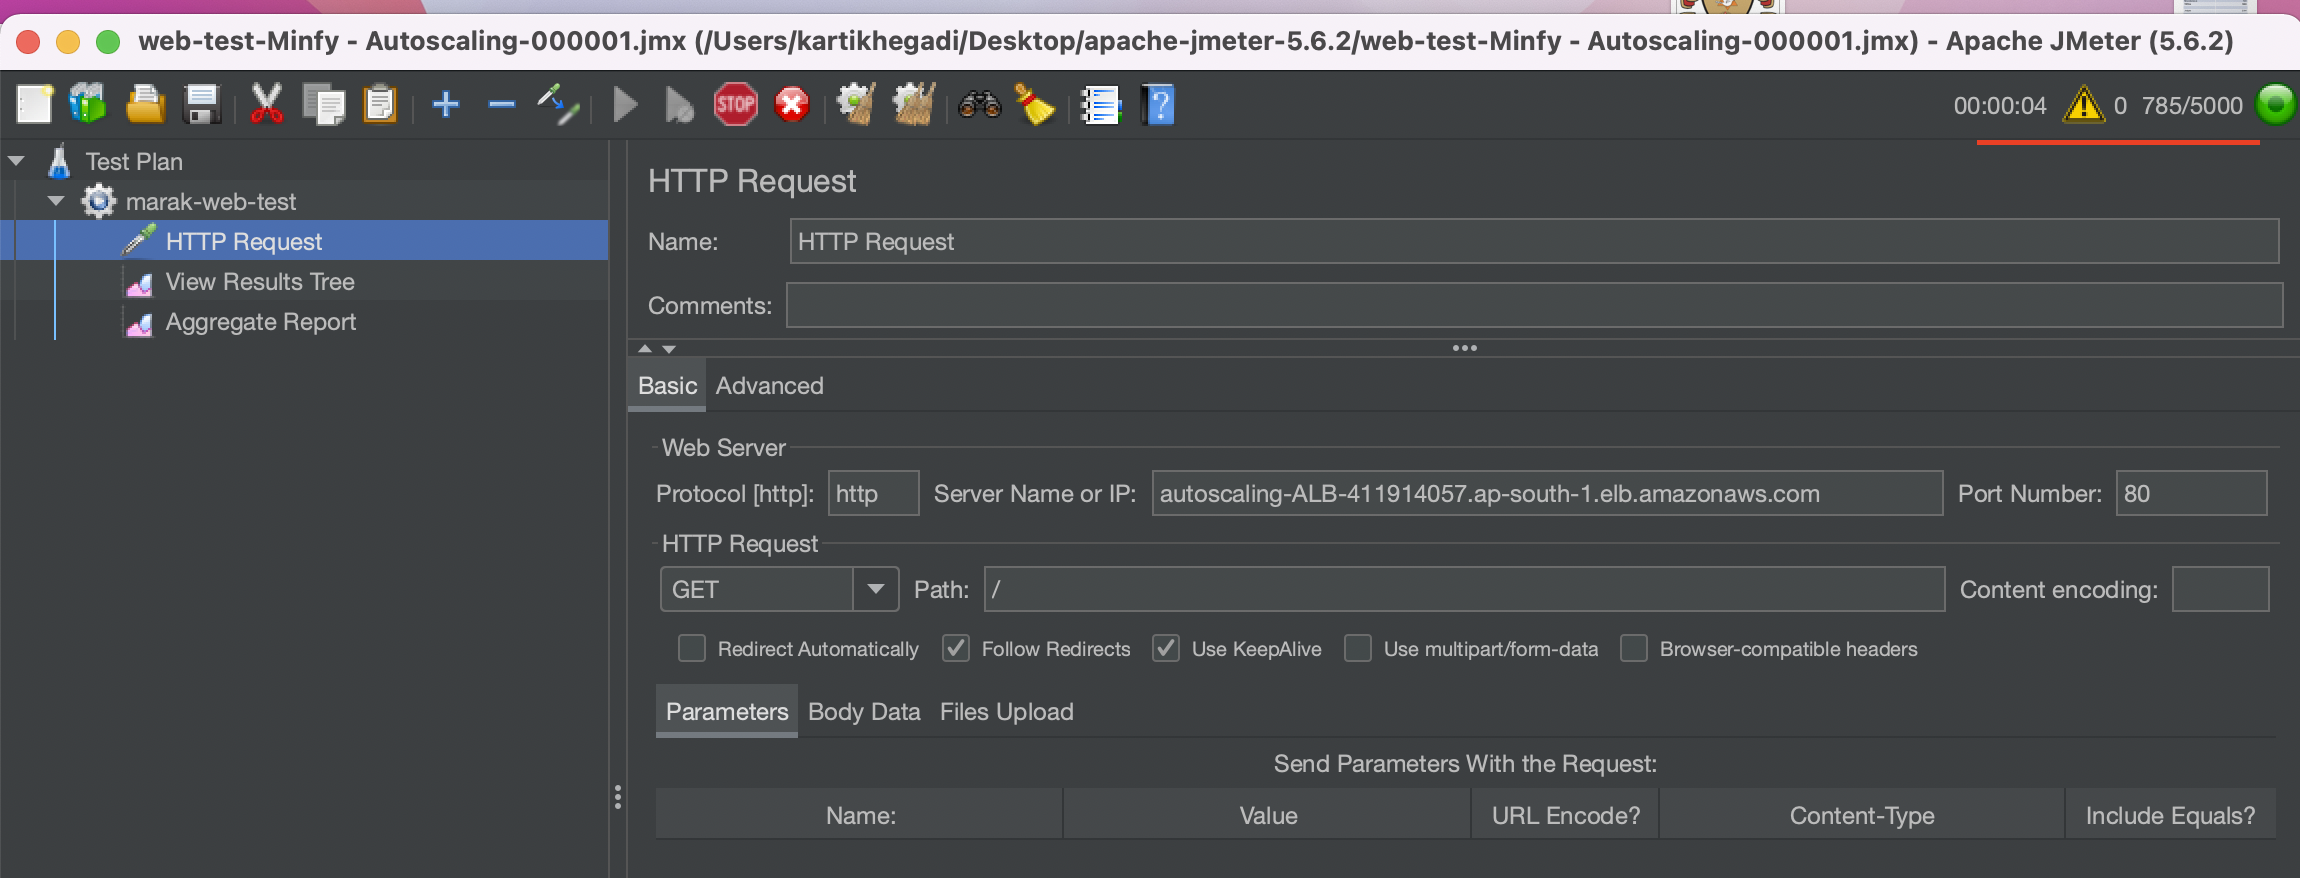 web-test-Minfy - Autoscaling-000001.jmx (/Users/kartikhegadi/Desktop/apache-jmeter-5.6.2/web-test-Minfy - Autoscaling-000001.jmx) - Apache JMeter (5.6.2)
STOP ? 00:00:04 0 785/5000
Test Plan
marak-web-test
HTTP Request
View Results Tree
Aggregate Report
HTTP Request
Name: HTTP Request
Comments:
Basic Advanced
Web Server
Protocol [http]: http Server Name or IP: autoscaling-ALB-411914057.ap-south-1.elb.amazonaws.com Port Number: 80
HTTP Request
GET Path: / Content encoding:
Redirect Automatically Follow Redirects Use KeepAlive Use multipart/form-data Browser-compatible headers
Parameters Body Data Files Upload
Send Parameters With the Request:
Name: Value URL Encode? Content-Type Include Equals?